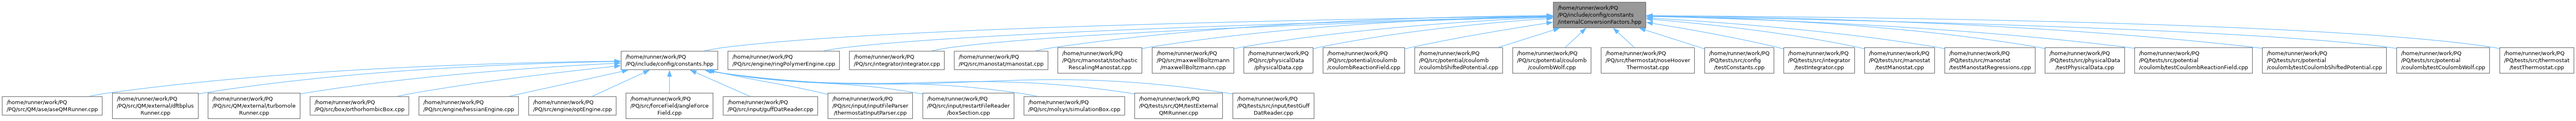 /home/runner/work/PQ
/PQ/include/config/constants
/internalConversionFactors.hpp
/home/runner/work/PQ
/PQ/include/config/constants.hpp
/home/runner/work/PQ
/PQ/src/engine/ringPolymerEngine.cpp
/home/runner/work/PQ
/PQ/src/integrator/integrator.cpp
/home/runner/work/PQ
/PQ/src/manostat/manostat.cpp
/home/runner/work/PQ
/PQ/src/manostat/stochastic
RescalingManostat.cpp
/home/runner/work/PQ
/PQ/src/maxwellBoltzmann
/maxwellBoltzmann.cpp
/home/runner/work/PQ
/PQ/src/physicalData
/physicalData.cpp
/home/runner/work/PQ
/PQ/src/potential/coulomb
/coulombReactionField.cpp
/home/runner/work/PQ
/PQ/src/potential/coulomb
/coulombShiftedPotential.cpp
/home/runner/work/PQ
/PQ/src/potential/coulomb
/coulombWolf.cpp
/home/runner/work/PQ
/PQ/src/thermostat/noseHoover
Thermostat.cpp
/home/runner/work/PQ
/PQ/tests/src/config
/testConstants.cpp
/home/runner/work/PQ
/PQ/tests/src/integrator
/testIntegrator.cpp
/home/runner/work/PQ
/PQ/tests/src/manostat
/testManostat.cpp
/home/runner/work/PQ
/PQ/tests/src/manostat
/testManostatRegressions.cpp
/home/runner/work/PQ
/PQ/tests/src/physicalData
/testPhysicalData.cpp
/home/runner/work/PQ
/PQ/tests/src/potential
/coulomb/testCoulombReactionField.cpp
/home/runner/work/PQ
/PQ/tests/src/potential
/coulomb/testCoulombShiftedPotential.cpp
/home/runner/work/PQ
/PQ/tests/src/potential
/coulomb/testCoulombWolf.cpp
/home/runner/work/PQ
/PQ/tests/src/thermostat
/testThermostat.cpp
/home/runner/work/PQ
/PQ/src/QM/ase/aseQMRunner.cpp
/home/runner/work/PQ
/PQ/src/QM/external/dftbplus
Runner.cpp
/home/runner/work/PQ
/PQ/src/QM/external/turbomole
Runner.cpp
/home/runner/work/PQ
/PQ/src/box/orthorhombicBox.cpp
/home/runner/work/PQ
/PQ/src/engine/hessianEngine.cpp
/home/runner/work/PQ
/PQ/src/engine/optEngine.cpp
/home/runner/work/PQ
/PQ/src/forceField/angleForce
Field.cpp
/home/runner/work/PQ
/PQ/src/input/guffDatReader.cpp
/home/runner/work/PQ
/PQ/src/input/inputFileParser
/thermostatInputParser.cpp
/home/runner/work/PQ
/PQ/src/input/restartFileReader
/boxSection.cpp
/home/runner/work/PQ
/PQ/src/molsys/simulationBox.cpp
/home/runner/work/PQ
/PQ/tests/src/QM/testExternal
QMRunner.cpp
/home/runner/work/PQ
/PQ/tests/src/input/testGuff
DatReader.cpp